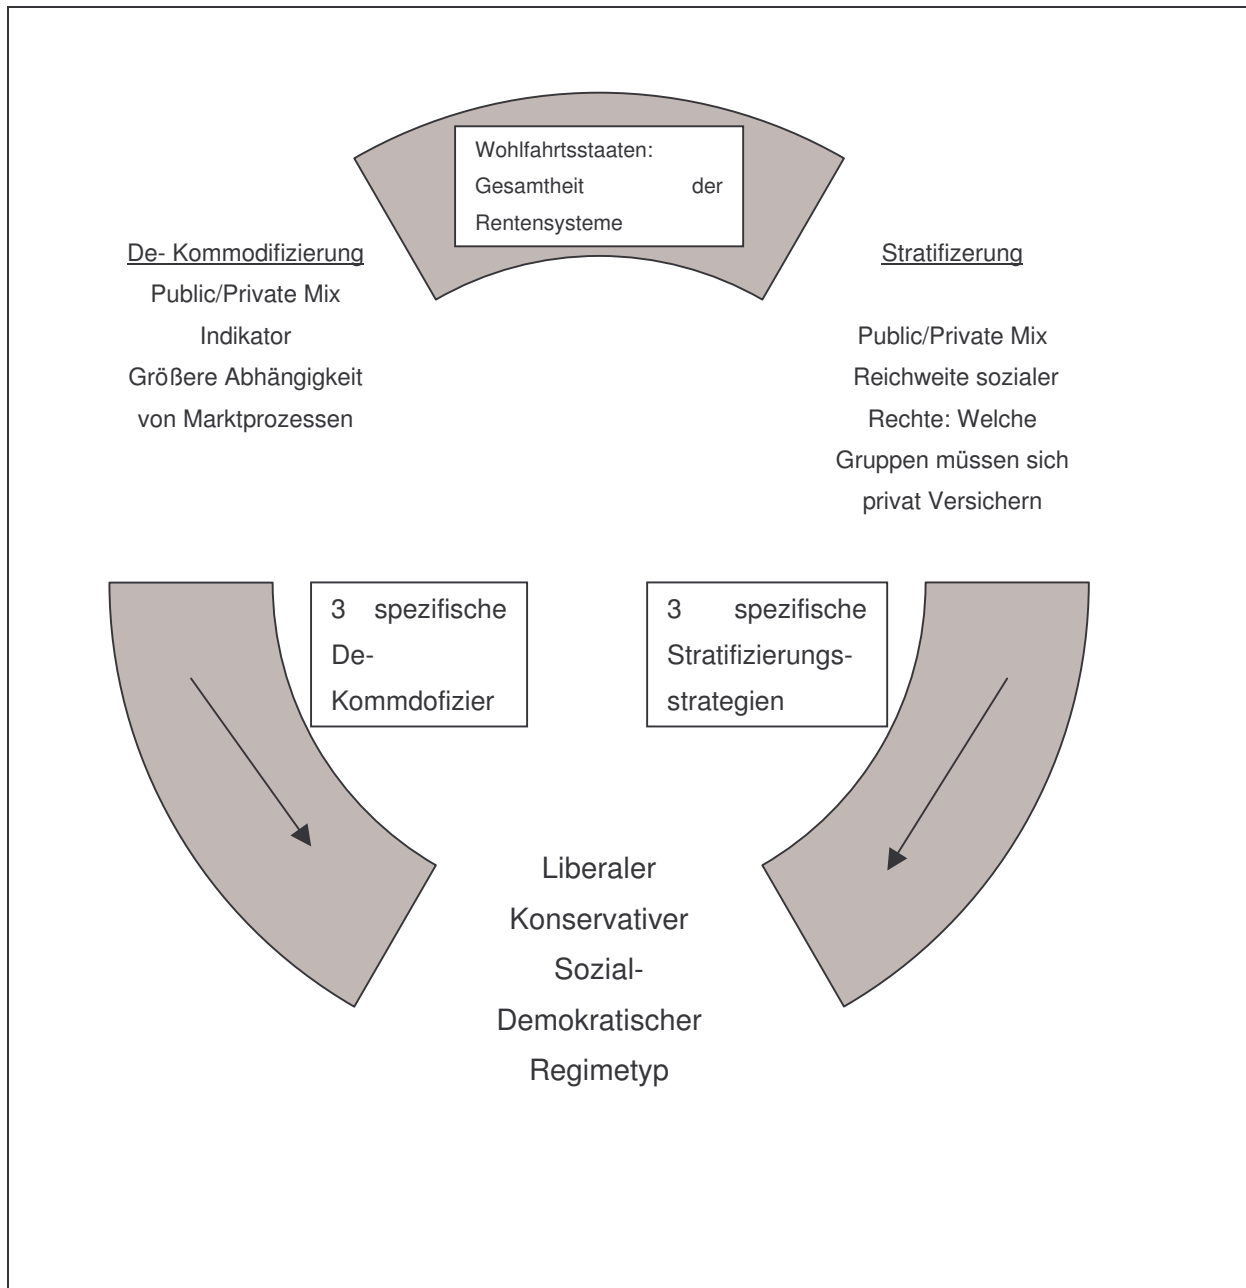 Wohlfahrtsstaaten:
Gesamtheit der
Rentensysteme
De- Kommodifizierung
Public/Private Mix
Indikator
Größere Abhängigkeit
von Marktprozessen
Stratifizerung
Public/Private Mix
Reichweite sozialer
Rechte: Welche
Gruppen müssen sich
privat Versichern
3 spezifische
De-
Kommdofizier
3 spezifische
Stratifizierungs-
strategien
Liberaler
Konservativer
Sozial-
Demokratischer
Regimetyp